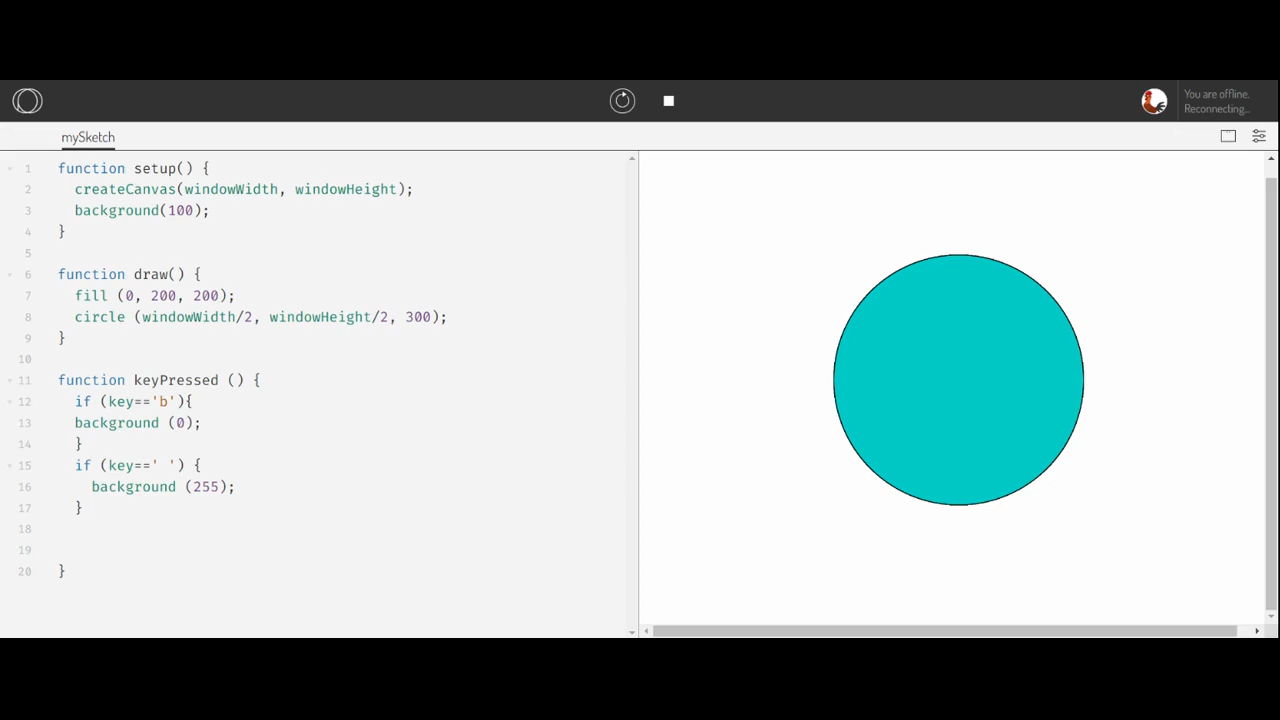 You are offline.
Reconnecting...
mySketch
1 function setup() {
2 createCanvas(windowWidth, windowHeight);
3 background(100);
4 }
5
6 function draw() {
7 fill (0, 200, 200);
8 circle (windowWidth/2, windowHeight/2, 300);
9 }
10
11 function keyPressed () {
12 if (key=='b'){
13 background (0);
14 }
15 if (key==' ') {
16 background (255);
17 }
18
19
20 }